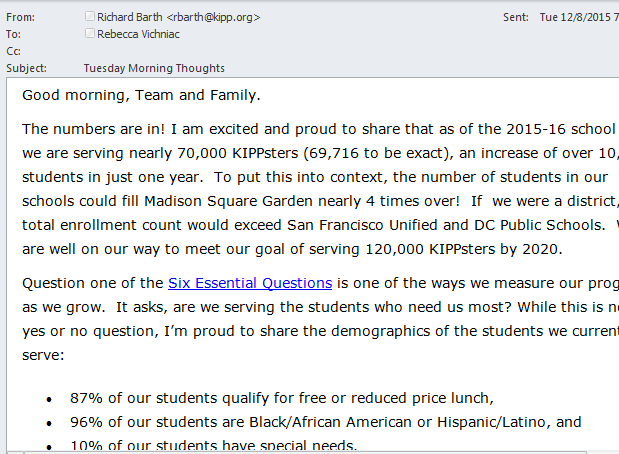 From: Richard Barth <rbarth@kipp.org> Sent: Tue 12/8/2015 7
To: Rebecca Vichniac
Cc:
Subject: Tuesday Morning Thoughts
Good morning, Team and Family.
The numbers are in! I am excited and proud to share that as of the 2015-16 school
we are serving nearly 70,000 KIPPsters (69,716 to be exact), an increase of over 10,
students in just one year. To put this into context, the number of students in our
schools could fill Madison Square Garden nearly 4 times over! If we were a district,
total enrollment count would exceed San Francisco Unified and DC Public Schools.
are well on our way to meet our goal of serving 120,000 KIPPsters by 2020.
Question one of the Six Essential Questions is one of the ways we measure our prog
as we grow. It asks, are we serving the students who need us most? While this is n
yes or no question, I'm proud to share the demographics of the students we current
serve:
• 87% of our students qualify for free or reduced price lunch,
• 96% of our students are Black/African American or Hispanic/Latino, and
• 10% of our students have special needs.